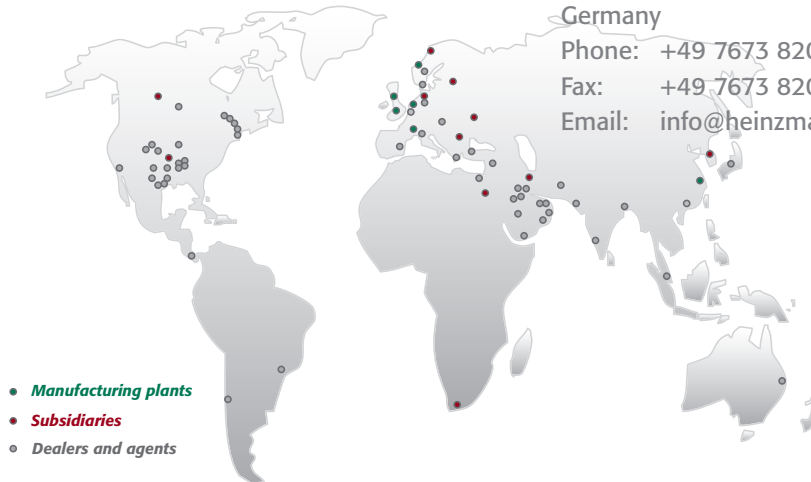 Germany
Phone: +49 7673 820
Fax: +49 7673 820
Email: info@heinzma
Manufacturing plants
Subsidiaries
Dealers and agents